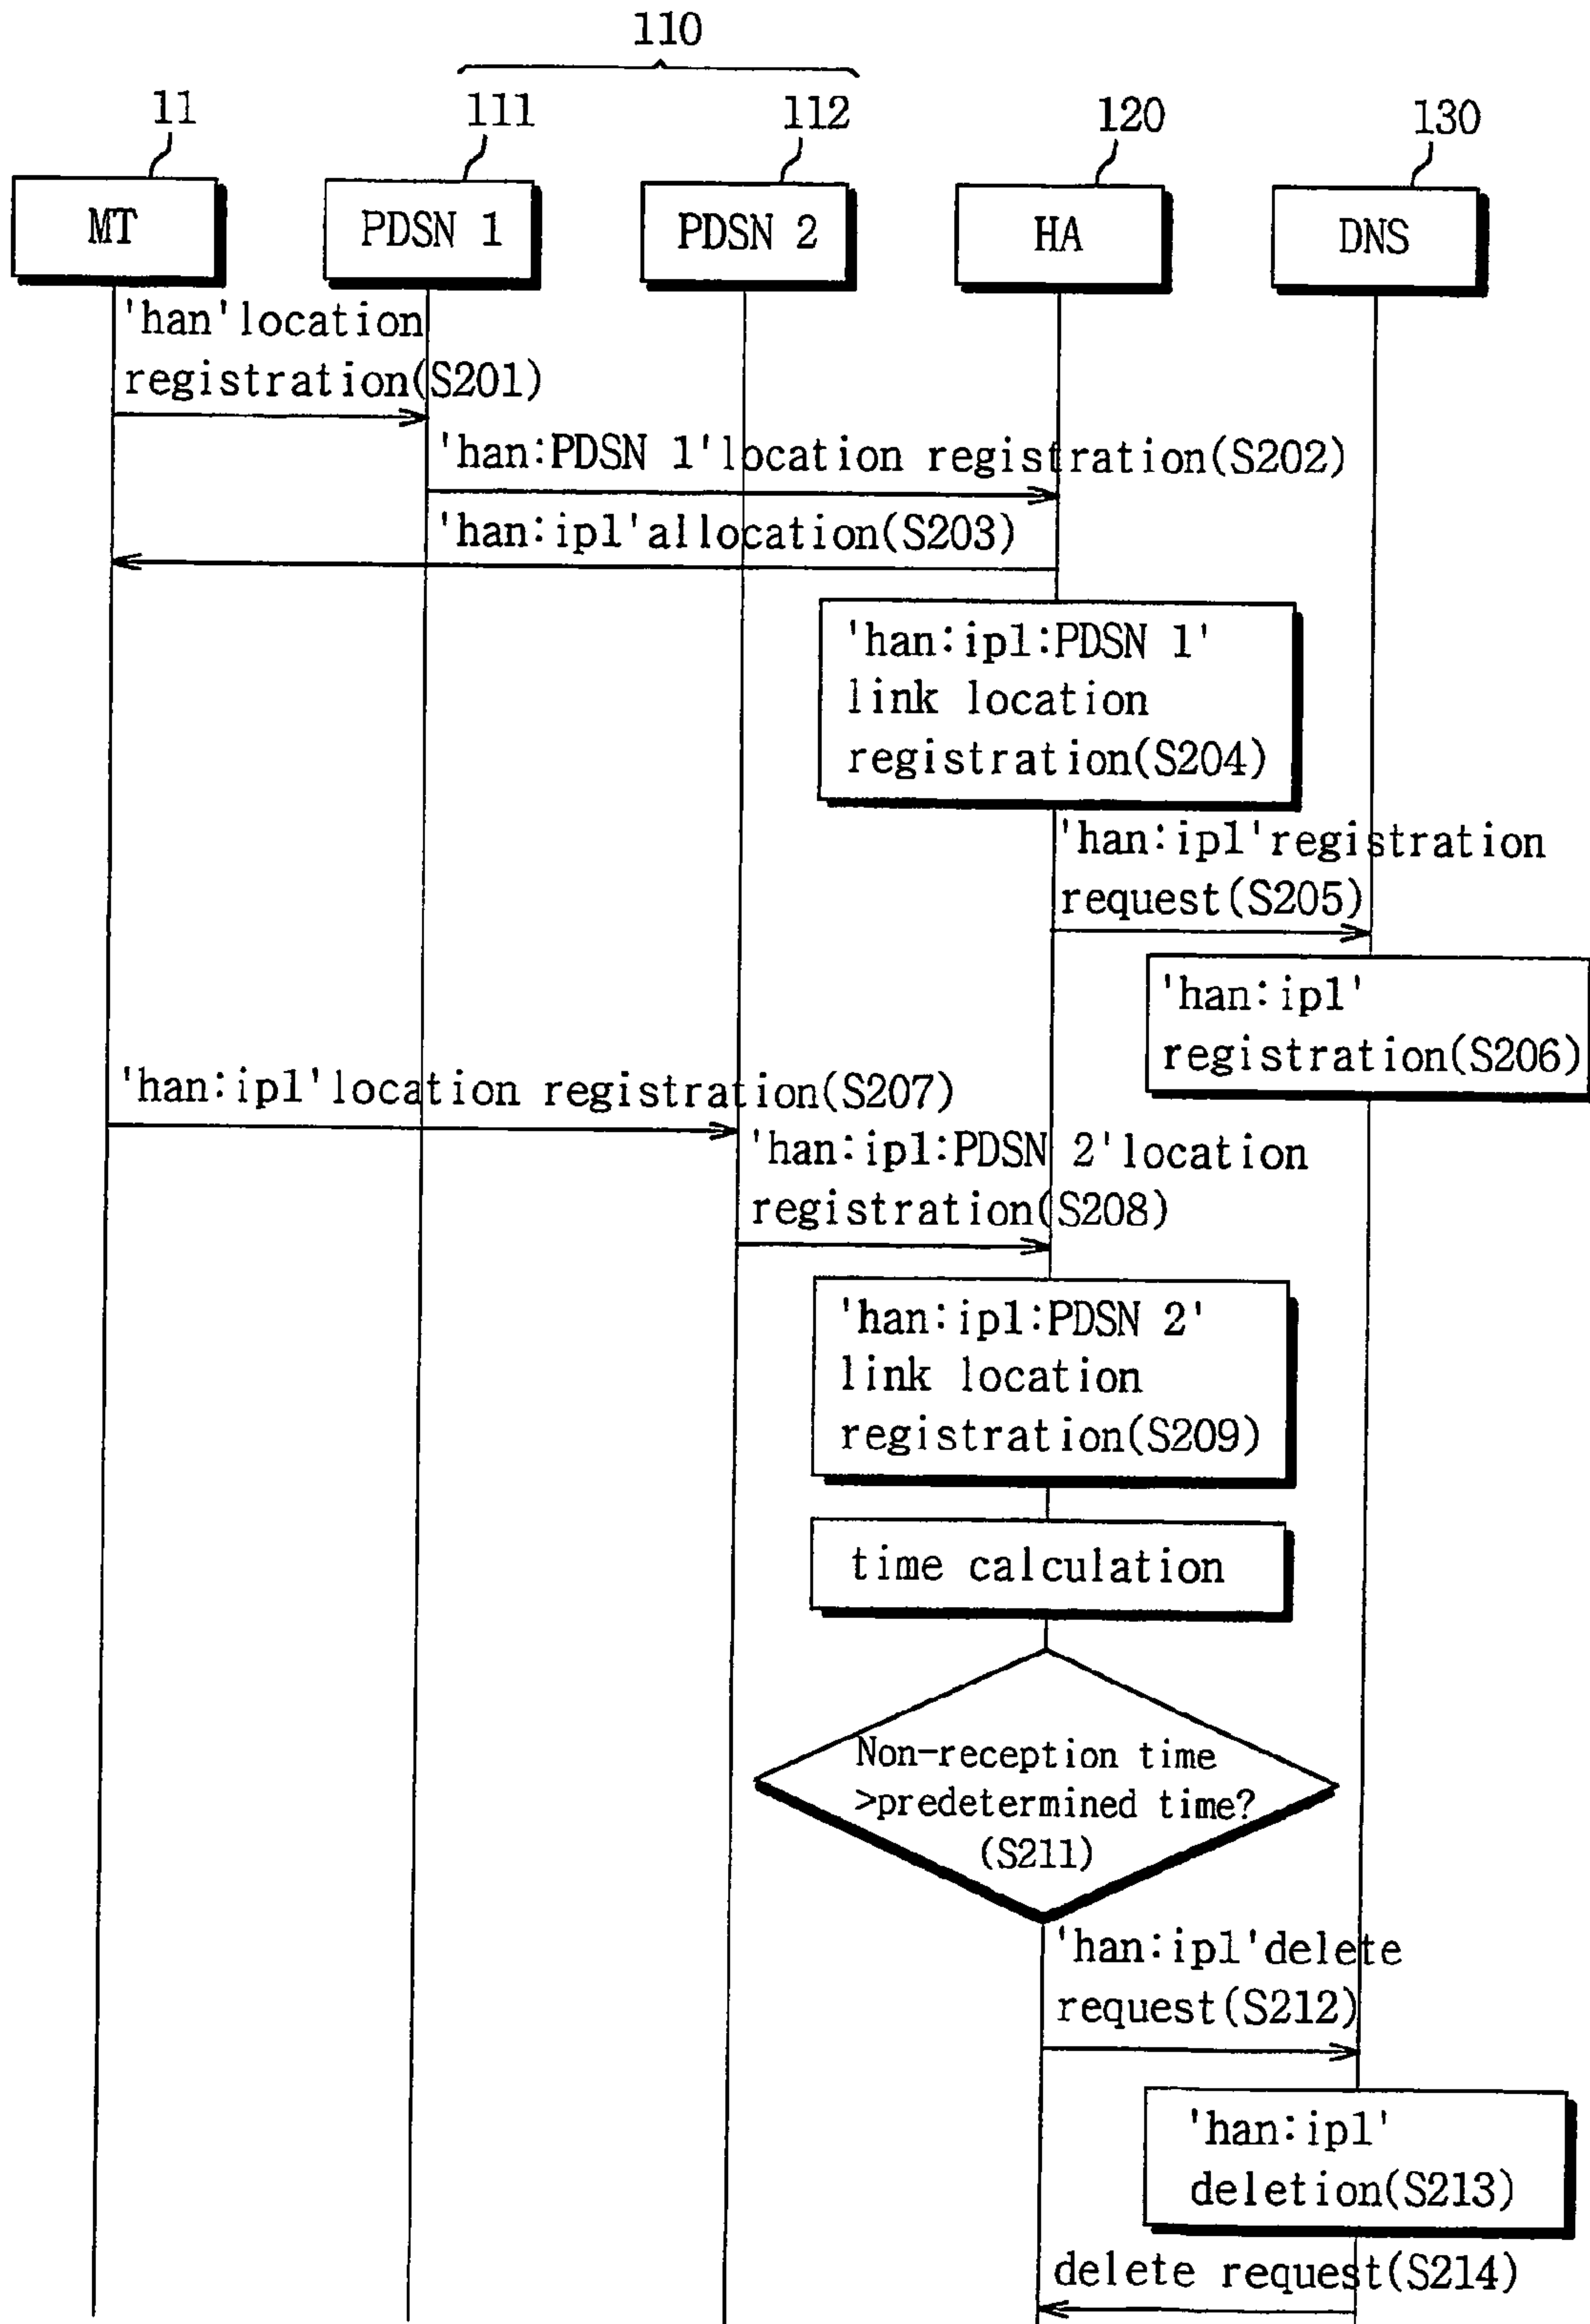 110
11
111
112
120
130
MT
PDSN 1
PDSN 2
HA
DNS
'han'location
registration(S201)
'han:PDSN 1'location registration(S202)
'han:ip1'allocation(S203)
'han:ip1:PDSN 1'
link location
registration(S204)
'han:ip1'registration
request(S205)
'han:ip1'
registration(S206)
'han:ip1'location registration(S207)
'han:ip1:PDSN 2'location
registration(S208)
'han:ip1:PDSN 2'
link location
registration(S209)
time calculation
Non-reception time
>predetermined time?
(S211)
'han:ip1'delete
request(S212)
'han:ip1'
deletion(S213)
delete request(S214)